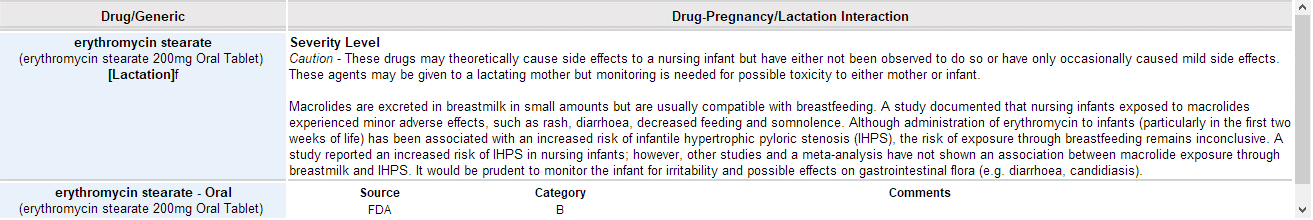 Drug/Generic
Drug-Pregnancy/Lactation Interaction
erythromycin stearate
(erythromycin stearate 200mg Oral Tablet)
[Lactation]f
Severity Level
Caution - These drugs may theoretically cause side effects to a nursing infant but have either not been observed to do so or have only occasionally caused mild side effects.
These agents may be given to a lactating mother but monitoring is needed for possible toxicity to either mother or infant.
Macrolides are excreted in breastmilk in small amounts but are usually compatible with breastfeeding. A study documented that nursing infants exposed to macrolides
experienced minor adverse effects, such as rash, diarrhoea, decreased feeding and somnolence. Although administration of erythromycin to infants (particularly in the first two
weeks of life) has been associated with an increased risk of infantile hypertrophic pyloric stenosis (IHPS), the risk of exposure through breastfeeding remains inconclusive. A
study reported an increased risk of IHPS in nursing infants; however, other studies and a meta-analysis have not shown an association between macrolide exposure through
breastmilk and IHPS. It would be prudent to monitor the infant for irritability and possible effects on gastrointestinal flora (e.g. diarrhoea, candidiasis).
erythromycin stearate - Oral
(erythromycin stearate 200mg Oral Tablet)
Source Category Comments
FDA B